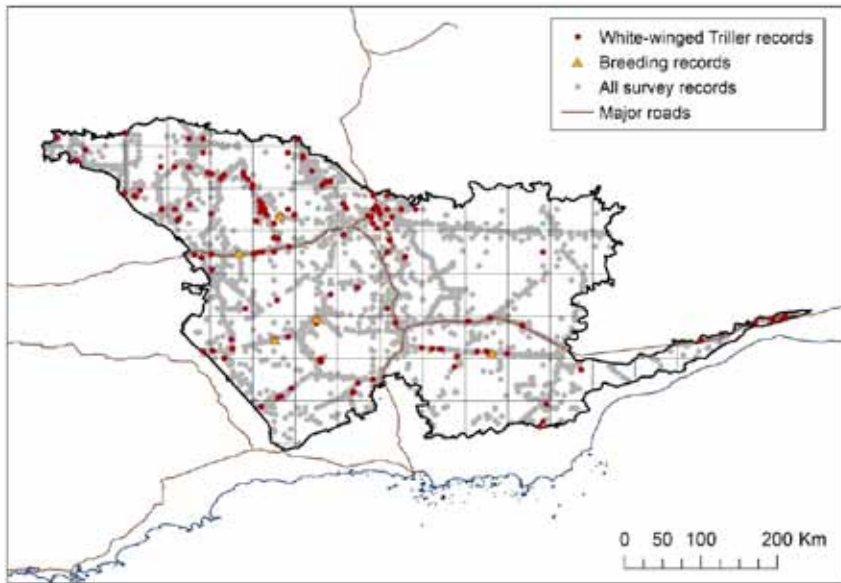 White-winged Triller records
Breeding records
All survey records
Major roads
0 50 100 200 Km